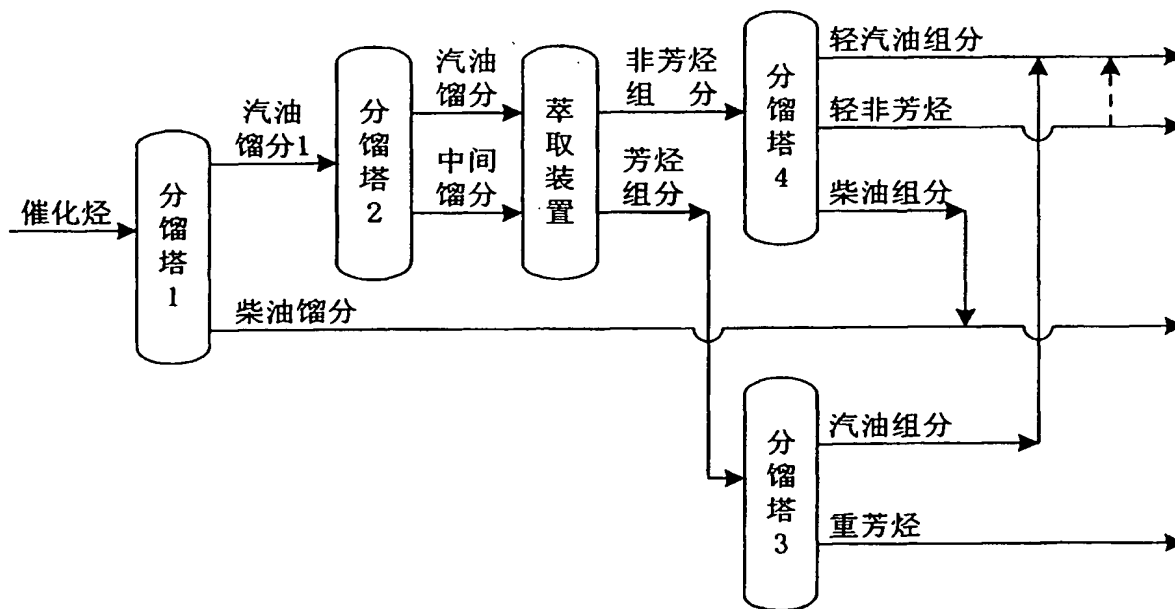 催化烃
分馏塔1
汽油
馏分1
柴油馏分
分馏塔2
汽油
馏分
中间
馏分
萃取装置
非芳烃
组 分
芳烃
组分
分馏塔4
轻汽油组分
轻非芳烃
柴油组分
分馏塔3
汽油组分
重芳烃